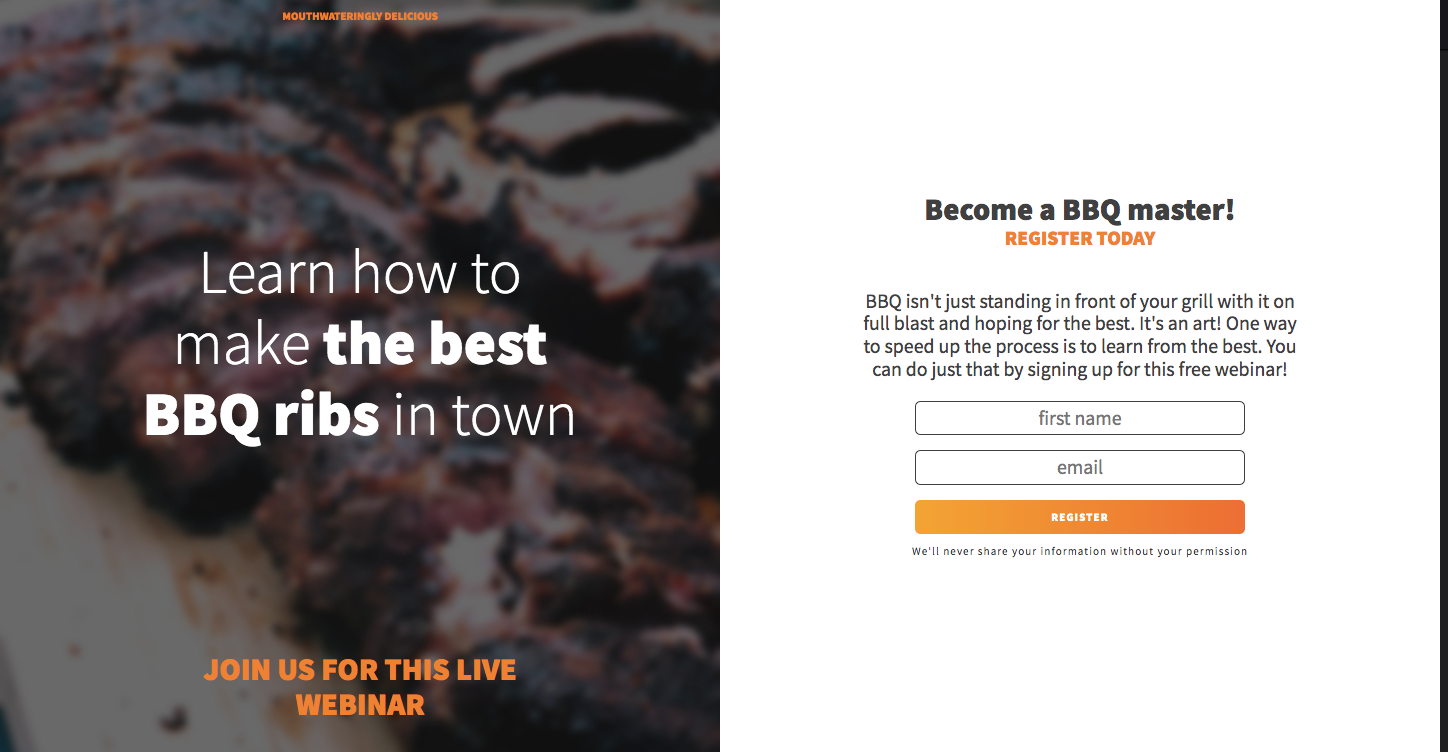 MOUTHWATERINGLY DELICIOUS
Learn how to
make the best
BBQ ribs in town
JOIN US FOR THIS LIVE
WEBINAR
Become a BBQ master!
REGISTER TODAY
BBQ isn't just standing in front of your grill with it on
full blast and hoping for the best. It's an art! One way
to speed up the process is to learn from the best. You
can do just that by signing up for this free webinar!
first name
email
REGISTER
We'll never share your information without your permission